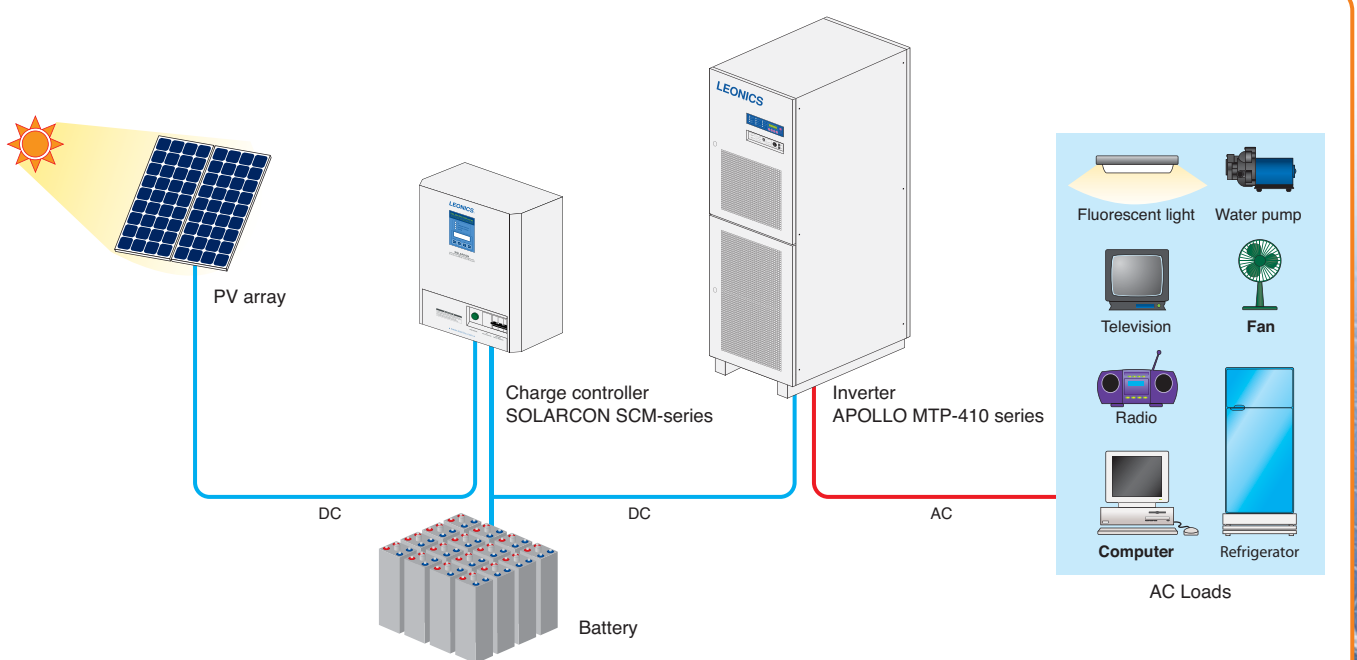 LEONICS
LEONICS
Fluorescent light
Water pump
PV array
Television
Fan
Charge controller
SOLARCON SCM-series
Inverter
APOLLO MTP-410 series
Radio
DC
DC
AC
Computer
Refrigerator
AC Loads
Battery